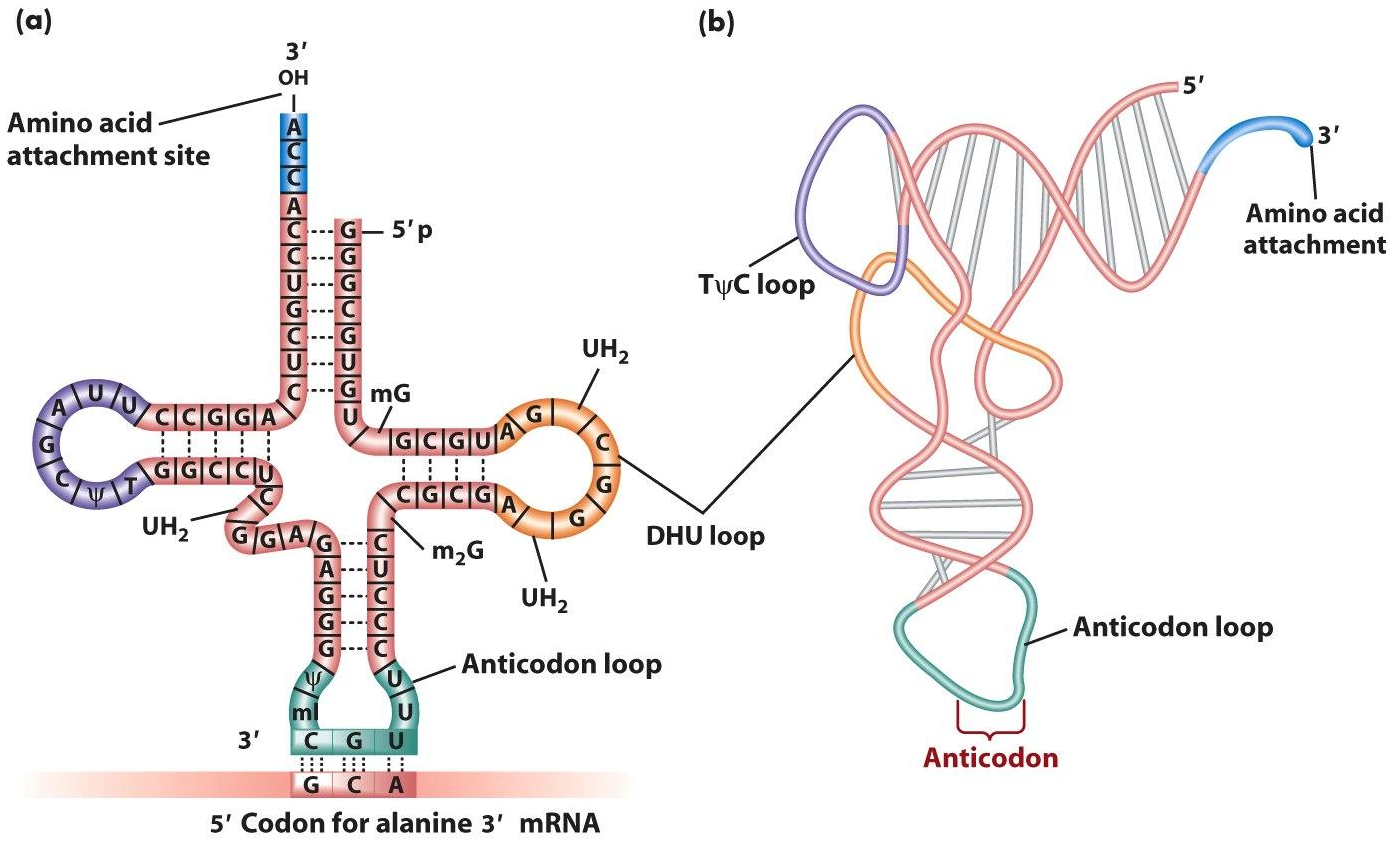 (a)
3′
OH
Amino acid
attachment site
A
C
C
A
C
C
U
G
C
U
C
G
G
G
C
G
U
G
U
5′ p
mG
UH₂
U U A G C ψ T
C C G G A
G G C C U
C
UH₂
G G A G
A
G
G
G
G C G U A G C G G A
C G C G
DHU loop
m₂G
UH₂
C
U
C
C
C
U
U
ψ
mI
Anticodon loop
3′ C G U
G C A
5′ Codon for alanine 3′ mRNA
(b)
5′
3′
Amino acid
attachment
TψC loop
Anticodon loop
Anticodon